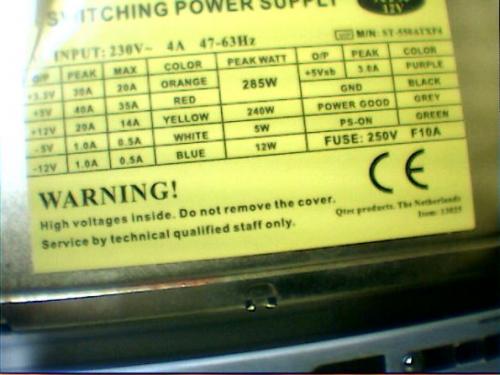 SWITCHING POWER SUPPLY
12V
INPUT: 230V~ 4A 47-63Hz M/N: ST-550ATXP4
O/P PEAK MAX COLOR PEAK WATT O/P PEAK COLOR
+3.3V 30A 20A ORANGE 285W +5Vsb 3.0A PURPLE
+5V 40A 35A RED GND BLACK
+12V 20A 14A YELLOW 240W POWER GOOD GREY
-5V 1.0A 0.5A WHITE 5W PS-ON GREEN
-12V 1.0A 0.5A BLUE 12W FUSE: 250V F10A
WARNING! CE
High voltages inside. Do not remove the cover.
Service by technical qualified staff only.
Qtec products. The Netherlands
Item: 13025